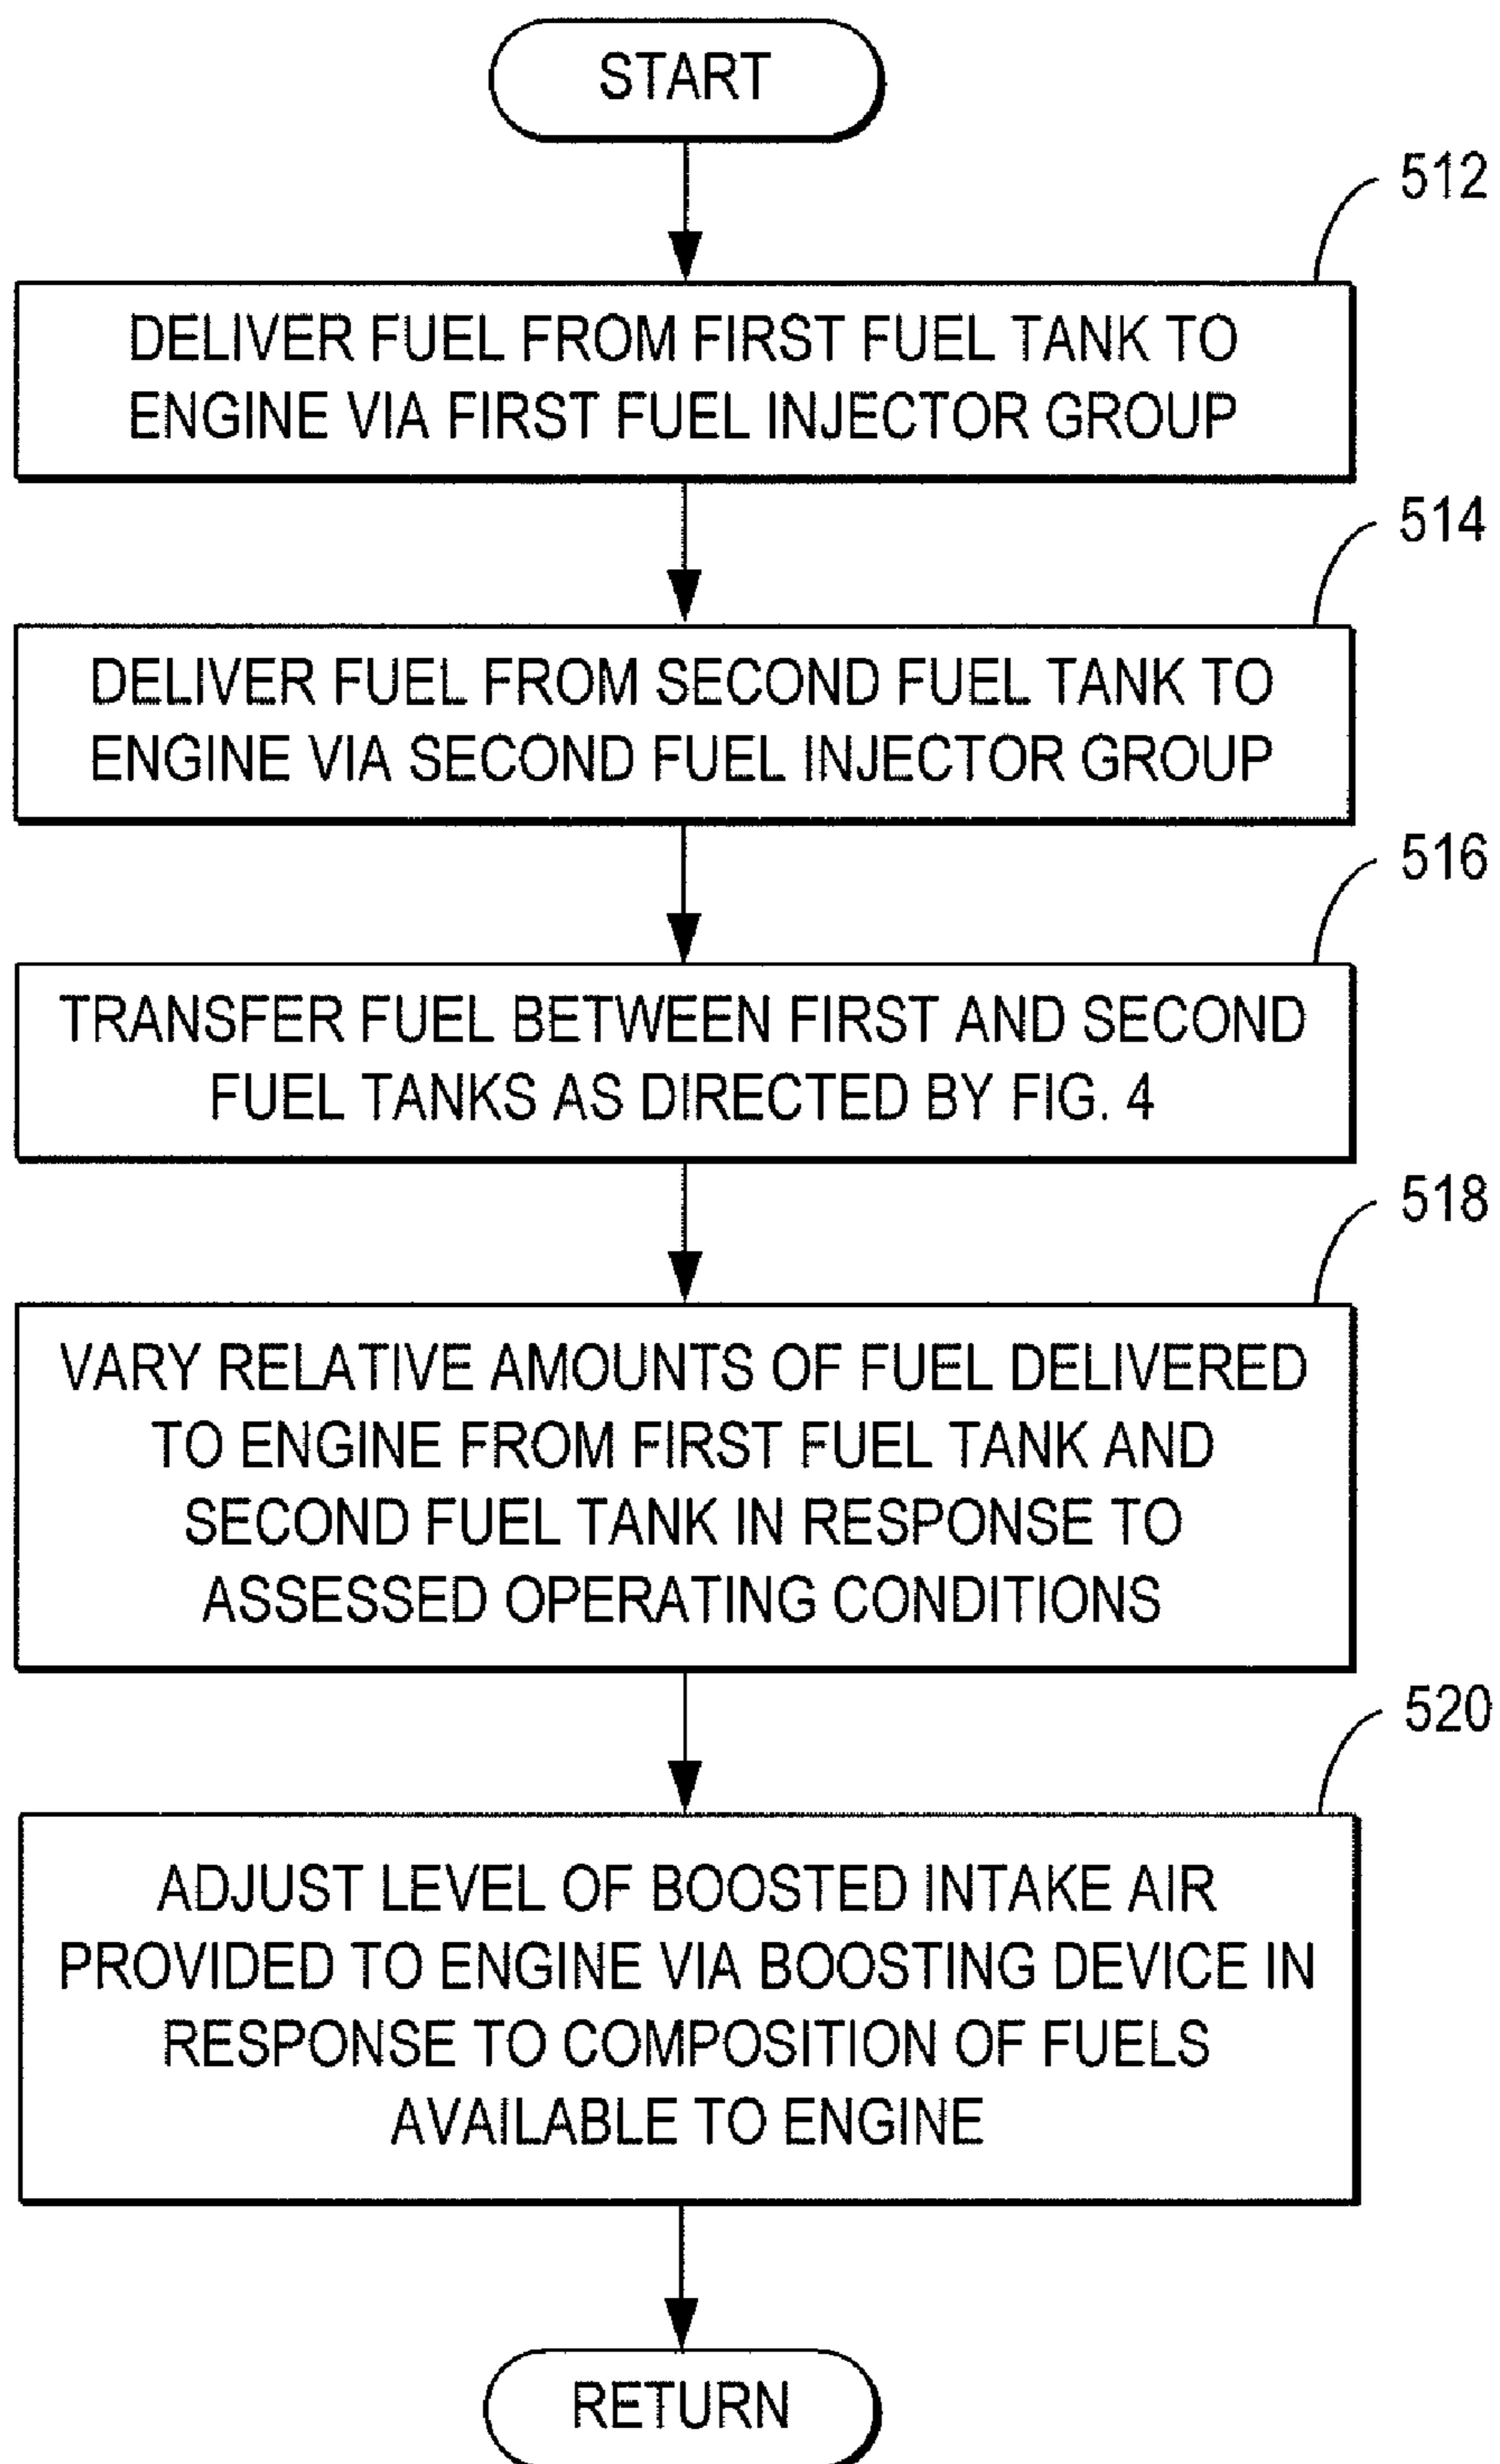 START
512
DELIVER FUEL FROM FIRST FUEL TANK TO
ENGINE VIA FIRST FUEL INJECTOR GROUP
514
DELIVER FUEL FROM SECOND FUEL TANK TO
ENGINE VIA SECOND FUEL INJECTOR GROUP
516
TRANSFER FUEL BETWEEN FIRST AND SECOND
FUEL TANKS AS DIRECTED BY FIG. 4
518
VARY RELATIVE AMOUNTS OF FUEL DELIVERED
TO ENGINE FROM FIRST FUEL TANK AND
SECOND FUEL TANK IN RESPONSE TO
ASSESSED OPERATING CONDITIONS
520
ADJUST LEVEL OF BOOSTED INTAKE AIR
PROVIDED TO ENGINE VIA BOOSTING DEVICE IN
RESPONSE TO COMPOSITION OF FUELS
AVAILABLE TO ENGINE
RETURN